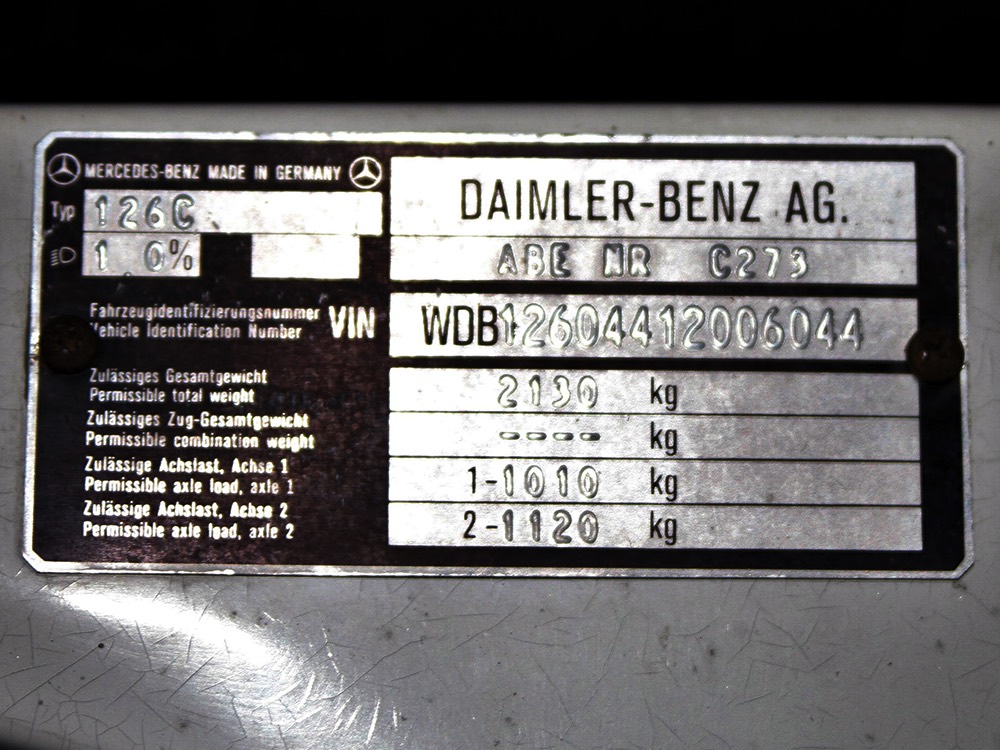 MERCEDES-BENZ MADE IN GERMANY
Typ 126C
1,0%
DAIMLER-BENZ AG.
ABE NR C273
Fahrzeugidentifizierungsnummer
Vehicle Identification Number
VIN WDB12604412006044
Zulässiges Gesamtgewicht
Permissible total weight
2130 kg
Zulässiges Zug-Gesamtgewicht
Permissible combination weight
---- kg
Zulässige Achslast, Achse 1
Permissible axle load, axle 1
1-1010 kg
Zulässige Achslast, Achse 2
Permissible axle load, axle 2
2-1120 kg